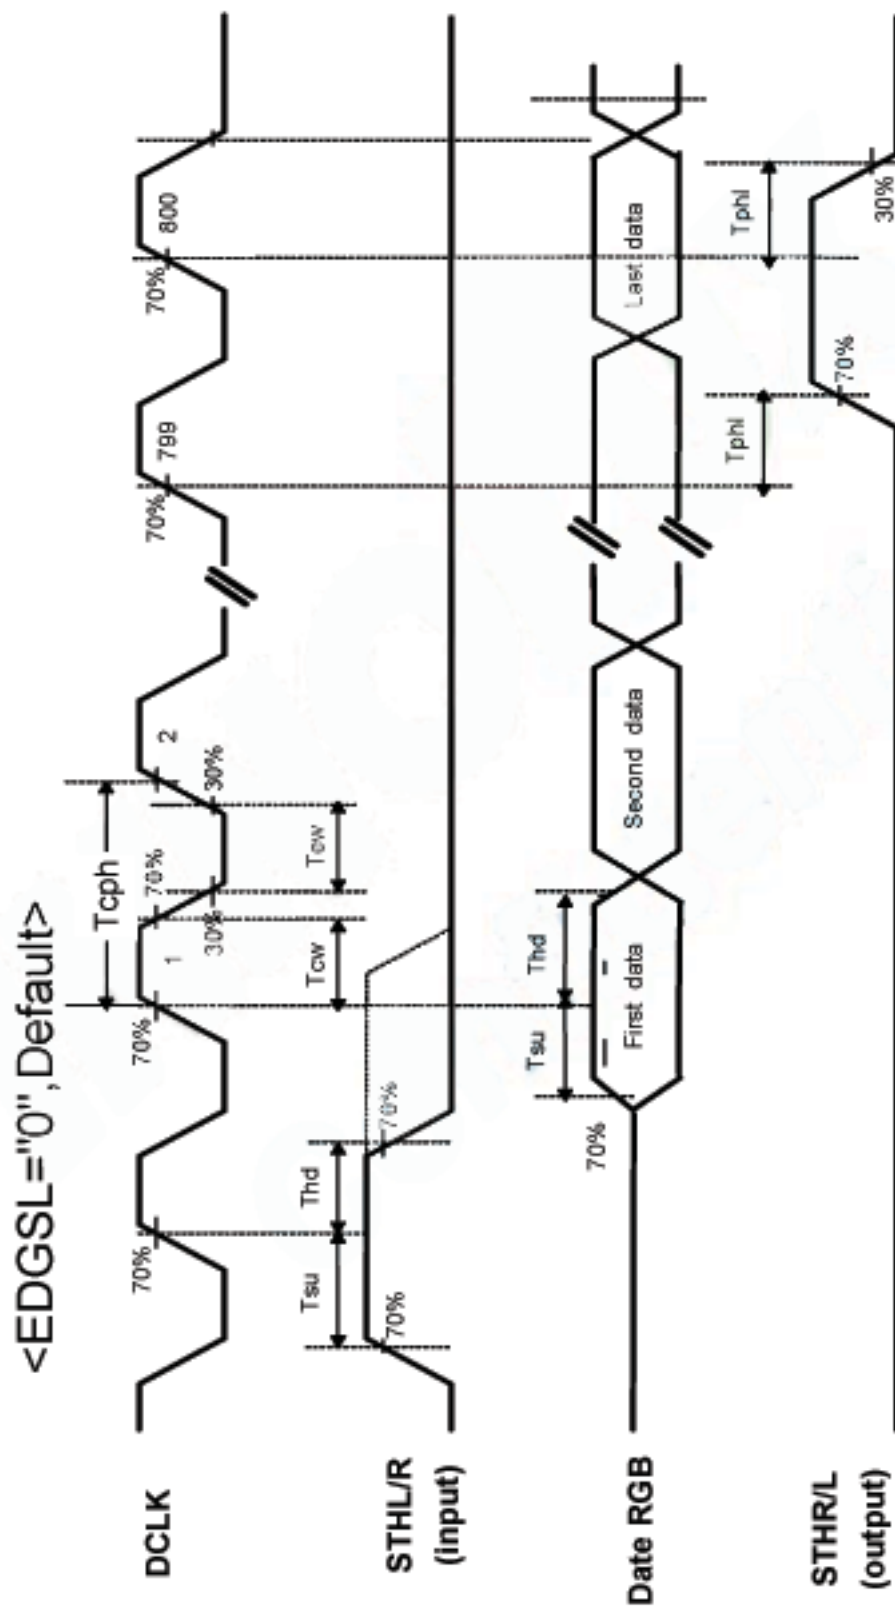 <EDGSL="0",Default>
DCLK
70%
70%
1
70%
30%
Tcph
30%
2
70%
799
70%
800
Tcw
Tcw
STHL/R
(input)
Tsu
Thd
70%
70%
Date RGB
70%
Tsu
Thd
First data
Second data
Last data
STHR/L
(output)
Tphl
Tphl
70%
30%